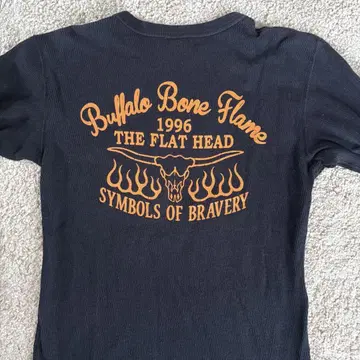 Buffalo Bone Flame
1996
THE FLAT HEAD
SYMBOLS OF BRAVERY